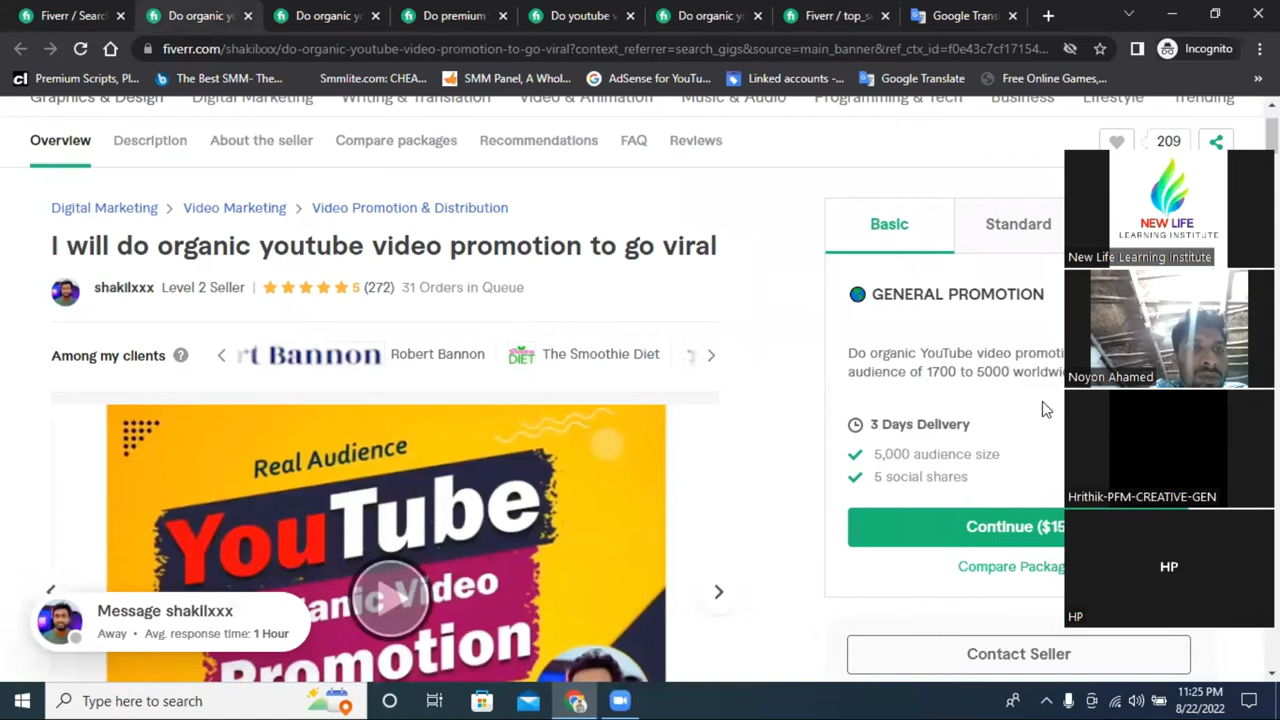 Fiverr / Sear
Do organic y
Do organic yo
Do premium
Do youtube v
Do organic y
Fiverr / top_s
Google Trans
fiverr.com/shakilxxx/do-organic-youtube-video-promotion-to-go-viral?context_referrer=search_gigs&source=main_banner&ref_ctx_id=f0e43c7cf17154...
Incognito
Premium Scripts, Pl...
The Best SMM- The...
Smmlite.com: CHEA...
SMM Panel, A Whol...
AdSense for YouTu...
Linked accounts -...
Google Translate
Free Online Games,...
Graphics & Design Digital Marketing Writing & Translation Video & Animation Music & Audio Programming & Tech Business Lifestyle Trending
Overview Description About the seller Compare packages Recommendations FAQ Reviews
209
Digital Marketing > Video Marketing > Video Promotion & Distribution
I will do organic youtube video promotion to go viral
shakilxxx Level 2 Seller | 5 (272) 31 Orders in Queue
Among my clients
rt Bannon Robert Bannon
DIET The Smoothie Diet
Real Audience
YouTube
Video
Promotion
Message shakilxxx
Away • Avg. response time: 1 Hour
Basic
Standard
GENERAL PROMOTION
Do organic YouTube video promoti
audience of 1700 to 5000 worldwi
3 Days Delivery
5,000 audience size
5 social shares
Continue ($15
Compare Packag
Contact Seller
NEW LIFE
LEARNING INSTITUTE
New Life Learning Institute
Noyon Ahamed
Hrithik-PFM-CREATIVE-GEN
HP
HP
Type here to search
11:25 PM
8/22/2022